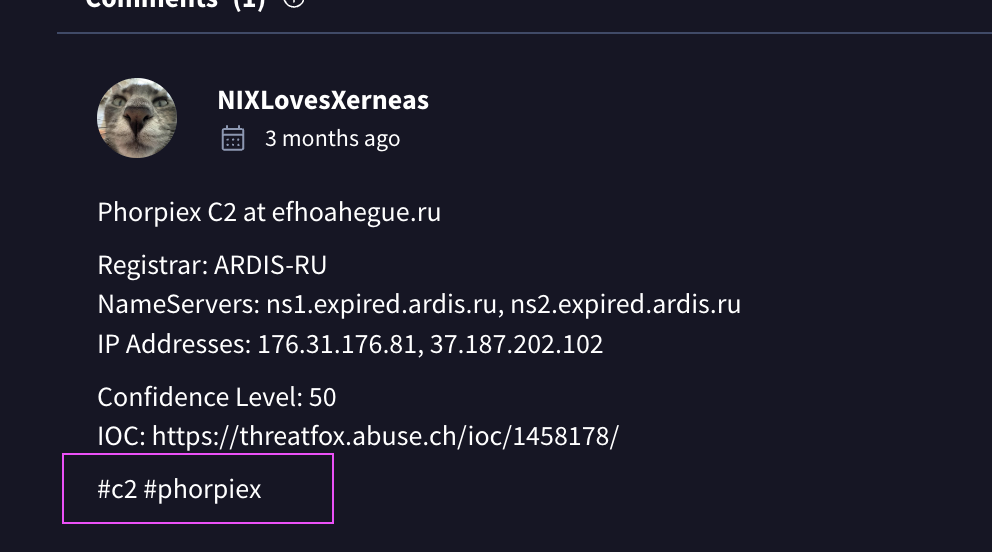 Comments (1)
NIXLovesXerneas
3 months ago
Phorpiex C2 at efhoahegue.ru
Registrar: ARDIS-RU
NameServers: ns1.expired.ardis.ru, ns2.expired.ardis.ru
IP Addresses: 176.31.176.81, 37.187.202.102
Confidence Level: 50
IOC: https://threatfox.abuse.ch/ioc/1458178/
#c2 #phorpiex